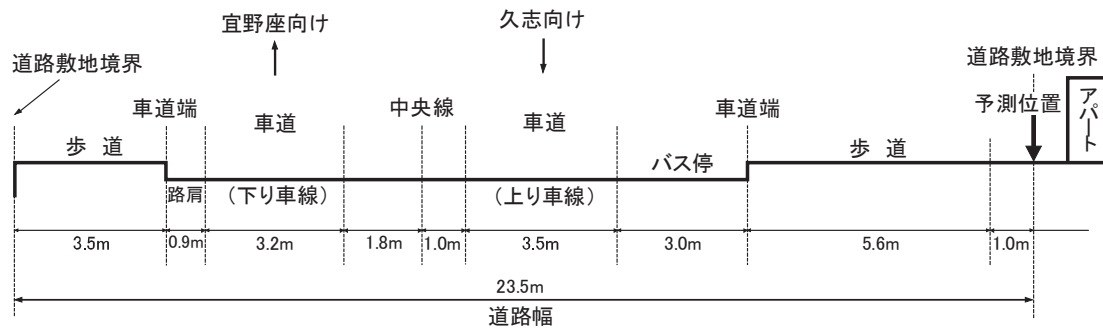 宜野座向け
久志向け
道路敷地境界
道路敷地境界
車道端
車道
中央線
車道
車道端
予測位置
アパート
歩 道
バス停
歩 道
路肩
（下り車線）
（上り車線）
3.5m
0.9m
3.2m
1.8m
1.0m
3.5m
3.0m
5.6m
1.0m
23.5m
道路幅